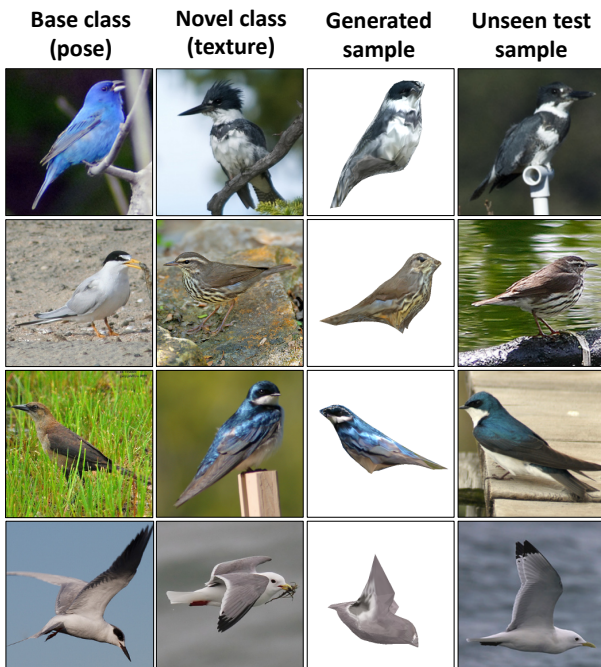 Base class
(pose)
Novel class
(texture)
Generated
sample
Unseen test
sample